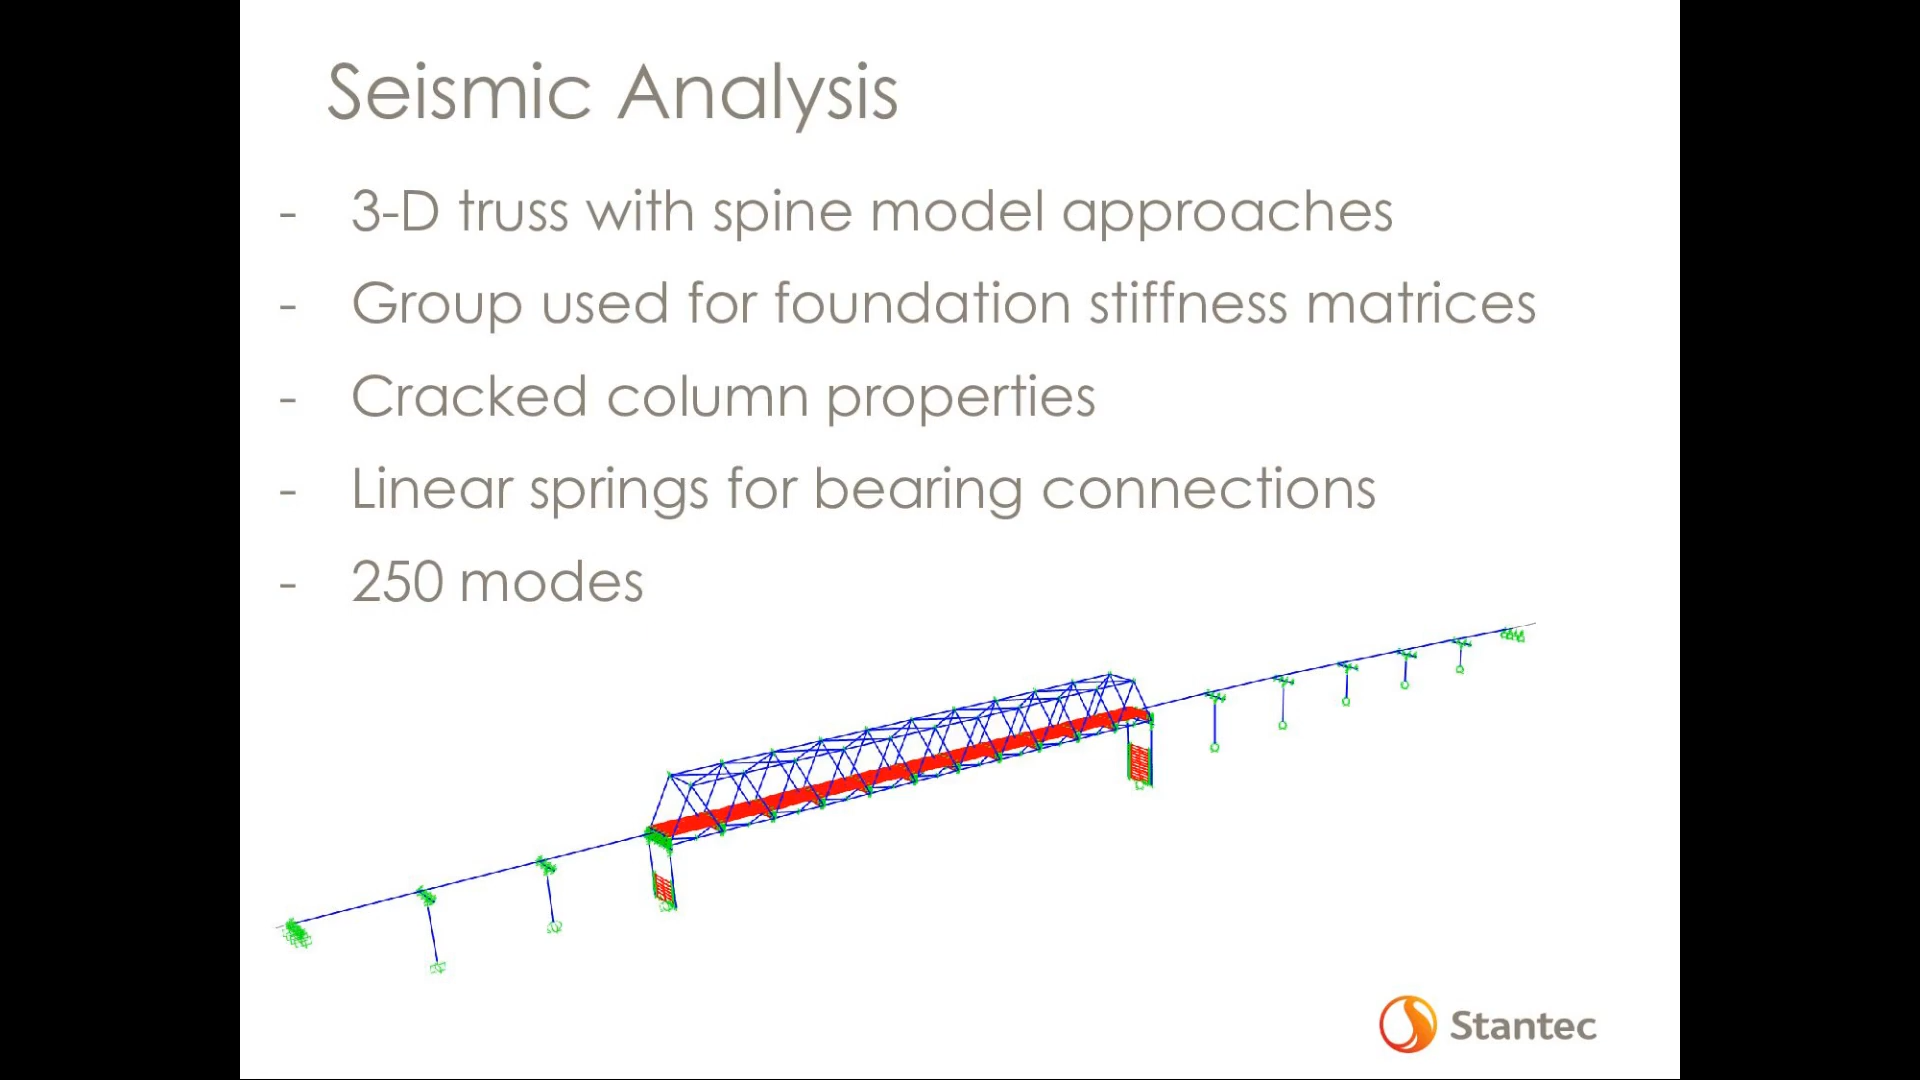 Seismic Analysis
- 3-D truss with spine model approaches
- Group used for foundation stiffness matrices
- Cracked column properties
- Linear springs for bearing connections
- 250 modes
Stantec